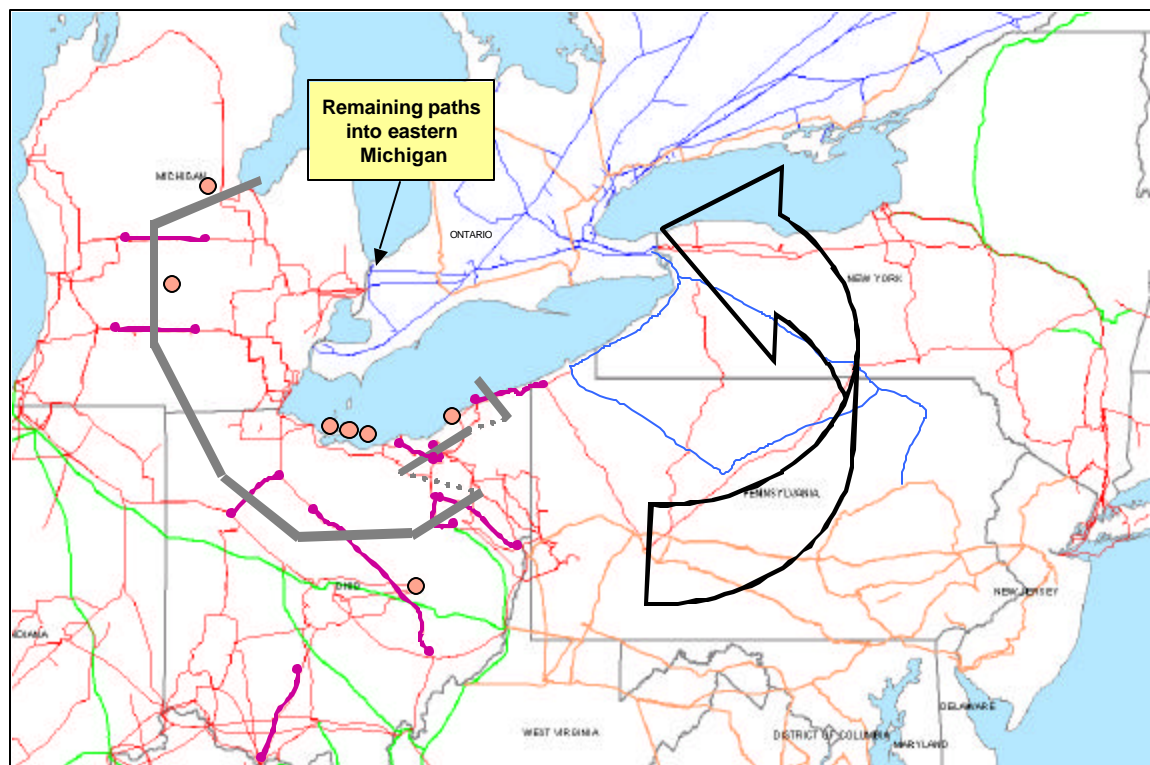 Remaining paths
into eastern
Michigan
MICHIGAN
ONTARIO
NEW YORK
PENNSYLVANIA
OHIO
NEW JERSEY
INDIANA
DELAWARE
WEST VIRGINIA
DISTRICT OF COLUMBIA
MARYLAND